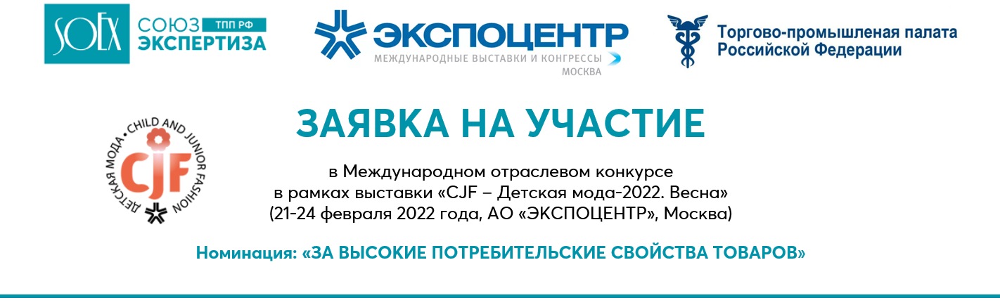 SOEX
СОЮЗ ТПП РФ
ЭКСПЕРТИЗА
ЭКСПОЦЕНТР
МЕЖДУНАРОДНЫЕ ВЫСТАВКИ И КОНГРЕССЫ
МОСКВА
Торгово-промышленая палата
Российской Федерации
ЗАЯВКА НА УЧАСТИЕ
ДЕТСКАЯ МОДА • CHILD AND JUNIOR FASHION
CJF
в Международном отраслевом конкурсе
в рамках выставки «CJF – Детская мода-2022. Весна»
(21-24 февраля 2022 года, АО «ЭКСПОЦЕНТР», Москва)
Номинация: «ЗА ВЫСОКИЕ ПОТРЕБИТЕЛЬСКИЕ СВОЙСТВА ТОВАРОВ»